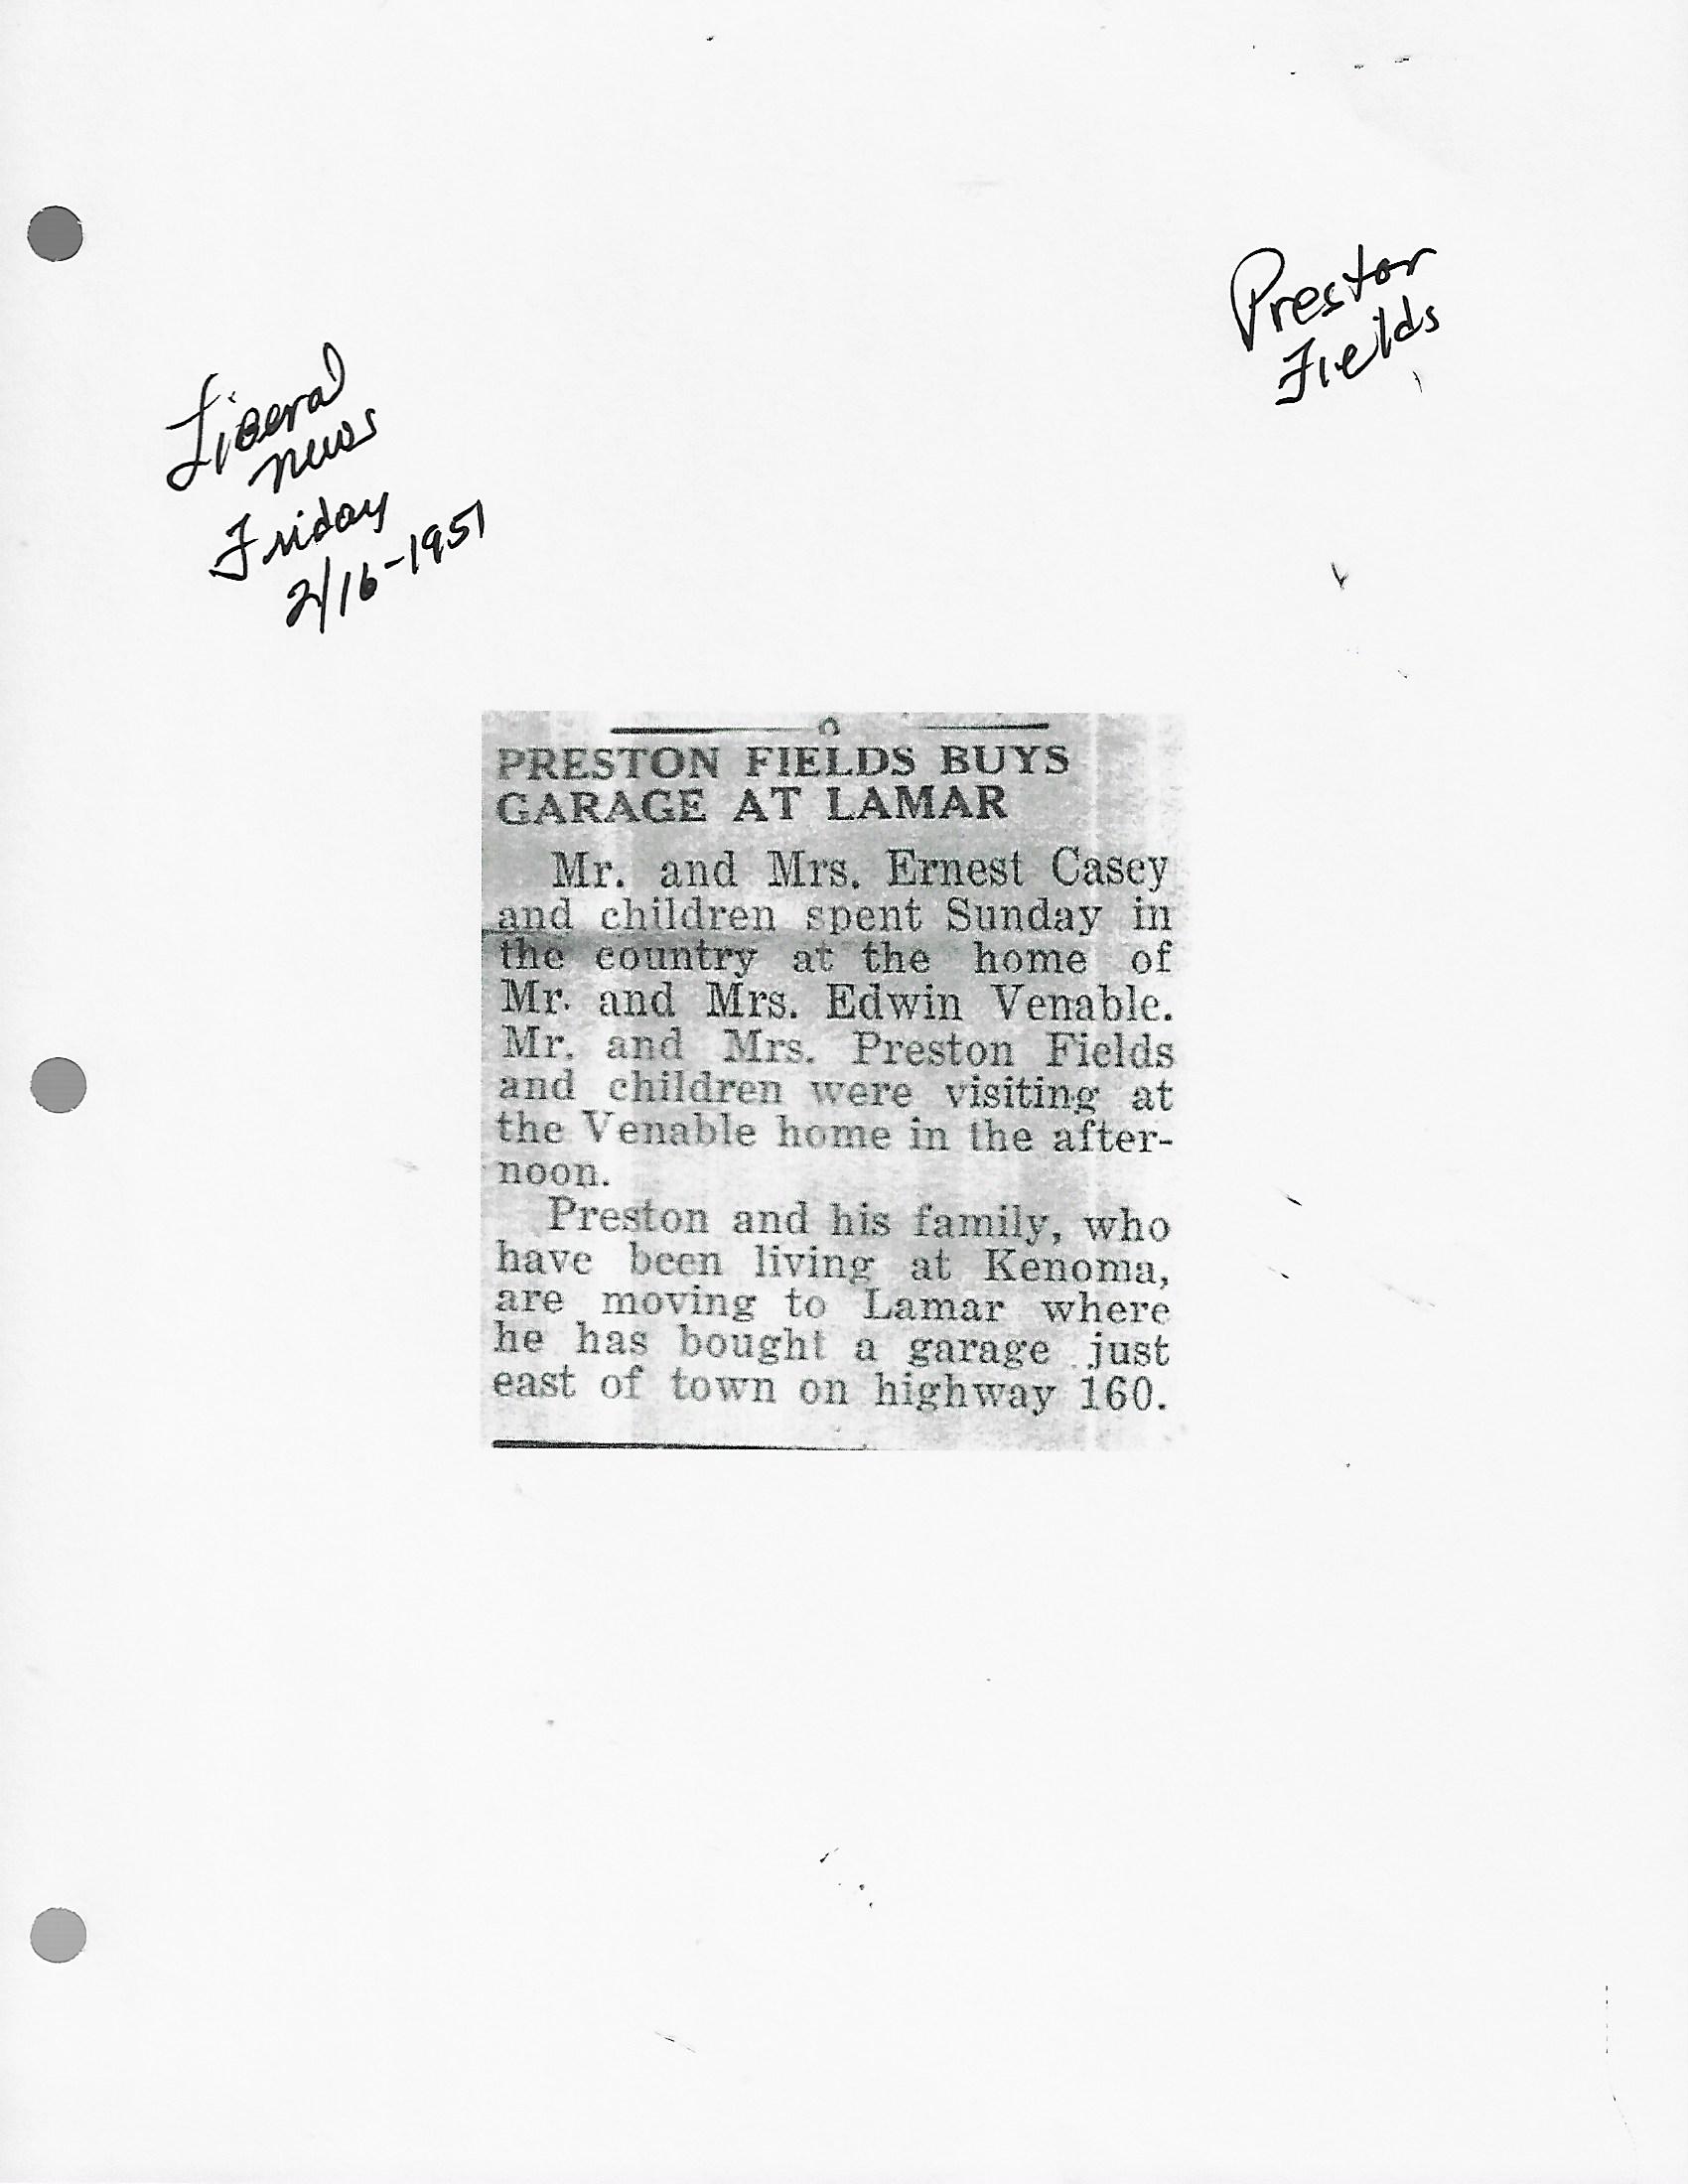 Preston
Fields
Liberal
News
Friday
2/16-1951
PRESTON FIELDS BUYS
GARAGE AT LAMAR
Mr. and Mrs. Ernest Casey
and children spent Sunday in
the country at the home of
Mr. and Mrs. Edwin Venable.
Mr. and Mrs. Preston Fields
and children were visiting at
the Venable home in the after-
noon.
Preston and his family, who
have been living at Kenoma,
are moving to Lamar where
he has bought a garage just
east of town on highway 160.